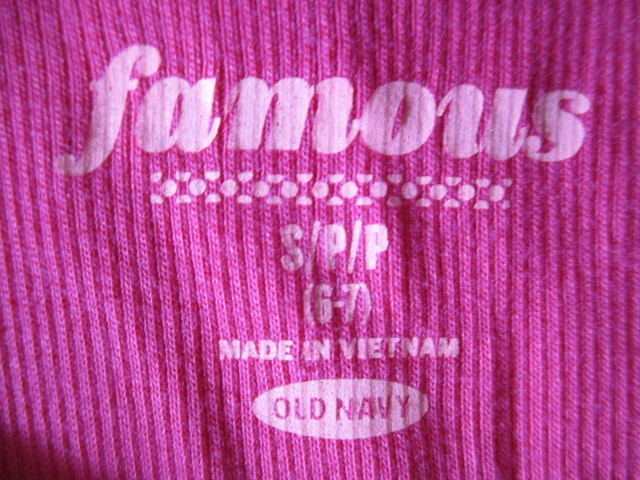 famous
S/P/P
(6-7)
MADE IN VIETNAM
OLD NAVY